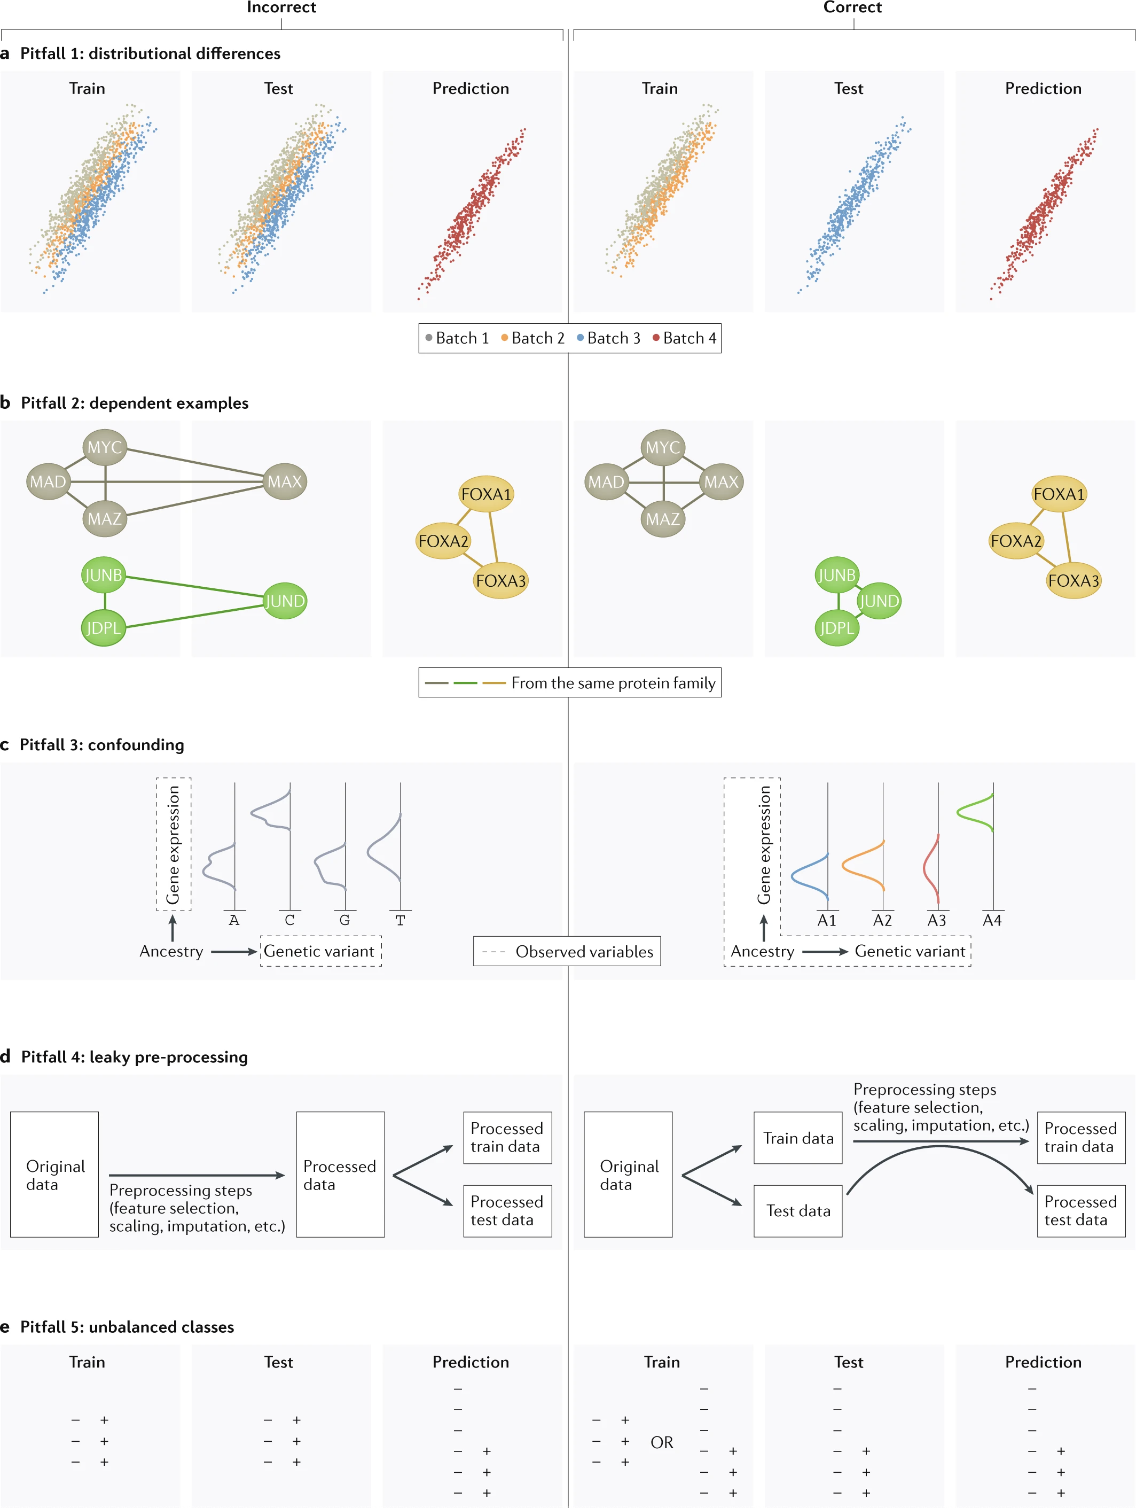 Incorrect
Correct
a Pitfall 1: distributional differences
Train
Test
Prediction
Train
Test
Prediction
Batch 1
Batch 2
Batch 3
Batch 4
b Pitfall 2: dependent examples
MYC
MAD
MAX
MAZ
JUNB
JUND
JDPL
FOXA1
FOXA2
FOXA3
MYC
MAD
MAX
MAZ
JUNB
JUND
JDPL
FOXA1
FOXA2
FOXA3
From the same protein family
c Pitfall 3: confounding
Gene expression
A
C
G
T
Ancestry
Genetic variant
Observed variables
Gene expression
A1
A2
A3
A4
Ancestry
Genetic variant
d Pitfall 4: leaky pre-processing
Original
data
Preprocessing steps
(feature selection,
scaling, imputation, etc.)
Processed
data
Processed
train data
Processed
test data
Original
data
Train data
Test data
Preprocessing steps
(feature selection,
scaling, imputation, etc.)
Processed
train data
Processed
test data
e Pitfall 5: unbalanced classes
Train
− +
− +
− +
Test
− +
− +
− +
Prediction
−
−
−
− +
− +
− +
Train
− +
− +
− +
OR
−
−
−
− +
− +
− +
Test
−
−
−
− +
− +
− +
Prediction
−
−
−
− +
− +
− +